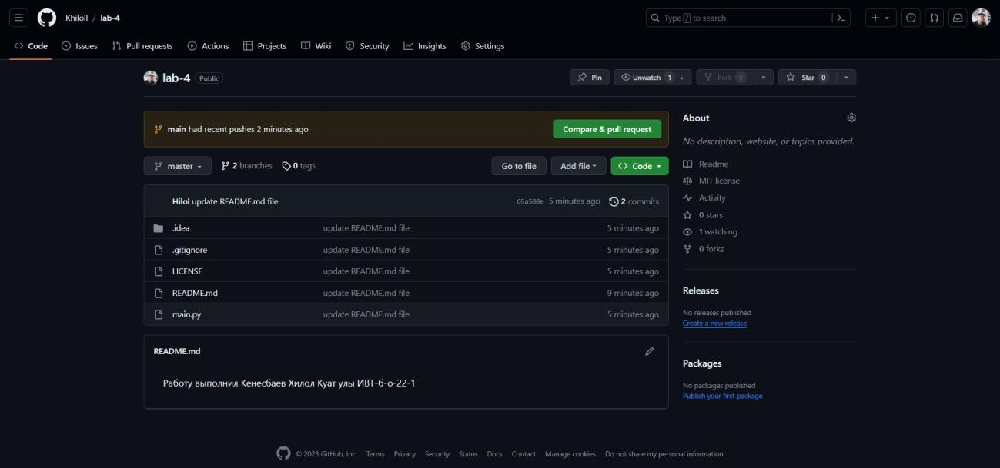 Khiloll / lab-4
Type / to search
Code Issues Pull requests Actions Projects Wiki Security Insights Settings
lab-4 Public
Pin Unwatch 1 Fork 0 Star 0
main had recent pushes 2 minutes ago
Compare & pull request
master 2 branches 0 tags
Go to file Add file Code
Hilol update README.md file 65a500e 5 minutes ago 2 commits
.idea update README.md file 5 minutes ago
.gitignore update README.md file 5 minutes ago
LICENSE update README.md file 5 minutes ago
README.md update README.md file 9 minutes ago
main.py update README.md file 5 minutes ago
README.md
Работу выполнил Кенесбаев Хилол Куат улы ИВТ-б-о-22-1
About
No description, website, or topics provided.
Readme
MIT license
Activity
0 stars
1 watching
0 forks
Releases
No releases published
Create a new release
Packages
No packages published
Publish your first package
© 2023 GitHub, Inc. Terms Privacy Security Status Docs Contact Manage cookies Do not share my personal information